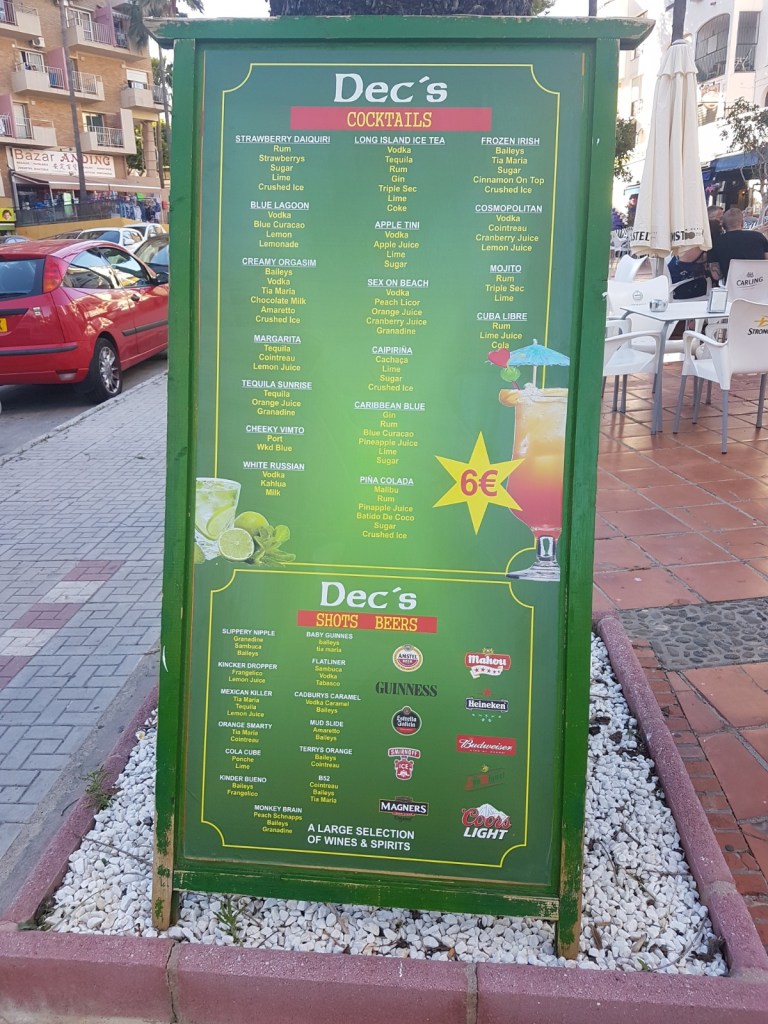 Dec´s
COCKTAILS
STRAWBERRY DAIQUIRI
Rum
Strawberrys
Sugar
Lime
Crushed Ice
BLUE LAGOON
Vodka
Blue Curacao
Lemon
Lemonade
CREAMY ORGASIM
Baileys
Vodka
Tia Maria
Chocolate Milk
Amaretto
Crushed Ice
MARGARITA
Tequila
Cointreau
Lemon Juice
TEQUILA SUNRISE
Tequila
Orange Juice
Granadine
CHEEKY VIMTO
Port
Wkd Blue
WHITE RUSSIAN
Vodka
Kahlua
Milk
LONG ISLAND ICE TEA
Vodka
Tequila
Rum
Gin
Triple Sec
Lime
Coke
APPLE TINI
Vodka
Apple Juice
Lime
Sugar
SEX ON BEACH
Vodka
Peach Licor
Orange Juice
Cranberry Juice
Granadine
CAIPIRIÑA
Cachaça
Lime
Sugar
Crushed Ice
CARIBBEAN BLUE
Gin
Rum
Blue Curacao
Pineapple Juice
Lime
Sugar
PIÑA COLADA
Malibu
Rum
Pinapple Juice
Batido De Coco
Sugar
Crushed Ice
FROZEN IRISH
Baileys
Tia Maria
Sugar
Cinnamon On Top
Crushed Ice
COSMOPOLITAN
Vodka
Cointreau
Cranberry Juice
Lemon Juice
MOJITO
Rum
Triple Sec
Lime
CUBA LIBRE
Rum
Lime Juice
Cola
6€
Dec´s
SHOTS BEERS
SLIPPERY NIPPLE
Granadine
Sambuca
Baileys
KINCKER DROPPER
Frangelico
Lemon Juice
MEXICAN KILLER
Tia Maria
Tequila
Lemon Juice
ORANGE SMARTY
Tia Maria
Cointreau
COLA CUBE
Ponche
Lime
KINDER BUENO
Baileys
Frangelico
BABY GUINNES
baileys
tia maria
FLATLINER
Sambuca
Vodka
Tabasco
CADBURYS CARAMEL
Vodka Caramel
Baileys
MUD SLIDE
Amaretto
Baileys
TERRYS ORANGE
Baileys
Cointreau
B52
Cointreau
Baileys
Tia Maria
MONKEY BRAIN
Peach Schnapps
Baileys
Granadine
AMSTEL
GUINNESS
Estrella
Galicia
SMIRNOFF
ICE
MAGNERS
Mahou
Heineken
Budweiser
Coors
LIGHT
A LARGE SELECTION
OF WINES & SPIRITS
Bazar ANDING
CARLING
STRON